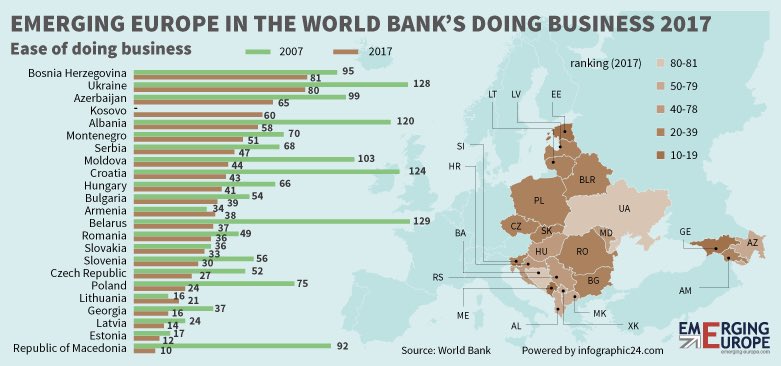 EMERGING EUROPE IN THE WORLD BANK'S DOING BUSINESS 2017
Ease of doing business
2007 2017
Bosnia Herzegovina 95 81
Ukraine 128 80
Azerbaijan 99 65
Kosovo - 60
Albania 120 58
Montenegro 70 51
Serbia 68 47
Moldova 103 44
Croatia 124 43
Hungary 66 41
Bulgaria 54 39
Armenia 34 38
Belarus 129 37
Romania 49 36
Slovakia 36 33
Slovenia 56 30
Czech Republic 52 27
Poland 75 24
Lithuania 16 21
Georgia 37 16
Latvia 24 14
Estonia 17 12
Republic of Macedonia 92 10
ranking (2017)
80-81
50-79
40-78
20-39
10-19
LT LV EE
SI
HR
BLR
PL
UA
CZ
SK
MD
HU
RO
BA
RS
BG
GE
AZ
AM
ME
AL
MK
XK
Source: World Bank
Powered by infographic24.com
EMERGING
EUROPE
emerging-europe.com